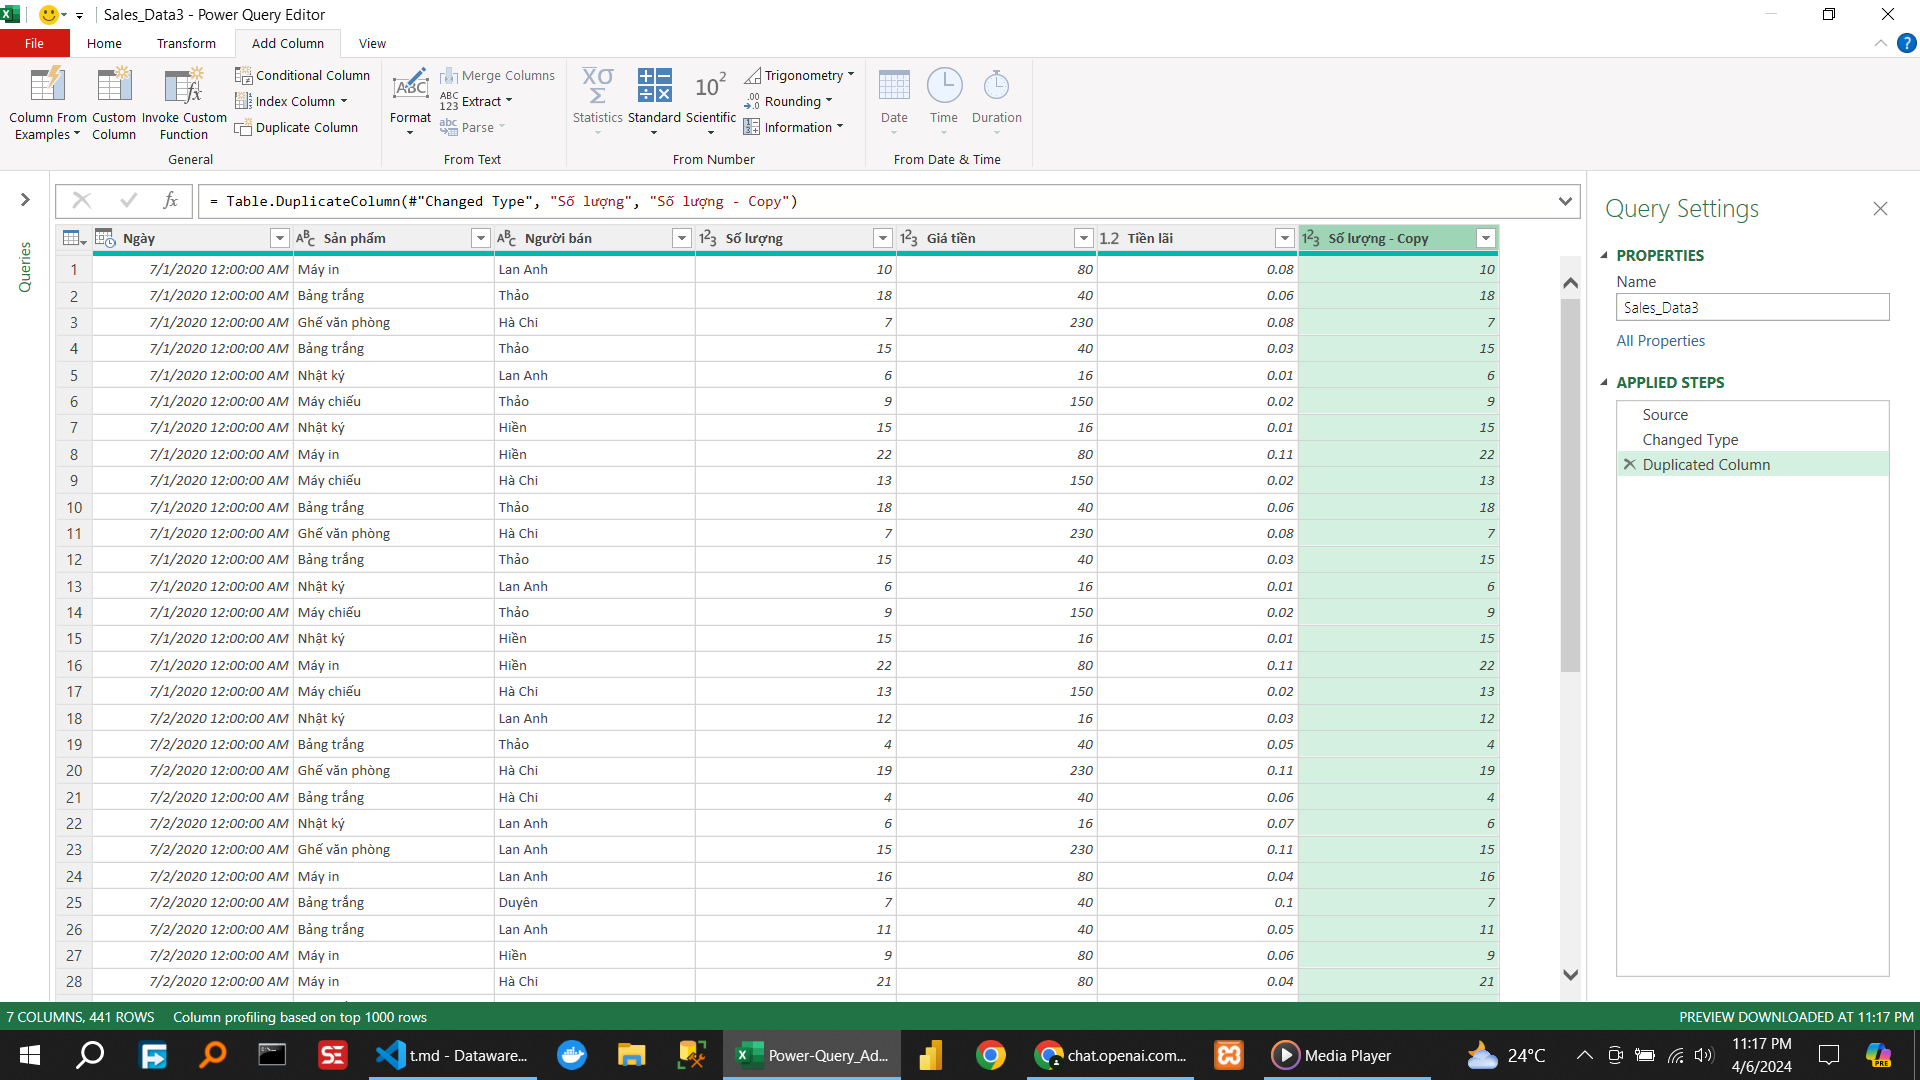 Sales_Data3 - Power Query Editor
File Home Transform Add Column View
Column From Examples
Custom Column
Invoke Custom Function
Conditional Column
Index Column
Duplicate Column
General
Format
Merge Columns
Extract
Parse
From Text
Statistics
Standard
Scientific
Trigonometry
Rounding
Information
From Number
Date
Time
Duration
From Date & Time
= Table.DuplicateColumn(#"Changed Type", "Số lượng", "Số lượng - Copy")
Queries
Ngày Sản phẩm Người bán Số lượng Giá tiền 1.2 Tiền lãi Số lượng - Copy
1 7/1/2020 12:00:00 AM Máy in Lan Anh 10 80 0.08 10
2 7/1/2020 12:00:00 AM Bảng trắng Thảo 18 40 0.06 18
3 7/1/2020 12:00:00 AM Ghế văn phòng Hà Chi 7 230 0.08 7
4 7/1/2020 12:00:00 AM Bảng trắng Thảo 15 40 0.03 15
5 7/1/2020 12:00:00 AM Nhật ký Lan Anh 6 16 0.01 6
6 7/1/2020 12:00:00 AM Máy chiếu Thảo 9 150 0.02 9
7 7/1/2020 12:00:00 AM Nhật ký Hiền 15 16 0.01 15
8 7/1/2020 12:00:00 AM Máy in Hiền 22 80 0.11 22
9 7/1/2020 12:00:00 AM Máy chiếu Hà Chi 13 150 0.02 13
10 7/1/2020 12:00:00 AM Bảng trắng Thảo 18 40 0.06 18
11 7/1/2020 12:00:00 AM Ghế văn phòng Hà Chi 7 230 0.08 7
12 7/1/2020 12:00:00 AM Bảng trắng Thảo 15 40 0.03 15
13 7/1/2020 12:00:00 AM Nhật ký Lan Anh 6 16 0.01 6
14 7/1/2020 12:00:00 AM Máy chiếu Thảo 9 150 0.02 9
15 7/1/2020 12:00:00 AM Nhật ký Hiền 15 16 0.01 15
16 7/1/2020 12:00:00 AM Máy in Hiền 22 80 0.11 22
17 7/1/2020 12:00:00 AM Máy chiếu Hà Chi 13 150 0.02 13
18 7/2/2020 12:00:00 AM Nhật ký Lan Anh 12 16 0.03 12
19 7/2/2020 12:00:00 AM Bảng trắng Thảo 4 40 0.05 4
20 7/2/2020 12:00:00 AM Ghế văn phòng Hà Chi 19 230 0.11 19
21 7/2/2020 12:00:00 AM Bảng trắng Hà Chi 4 40 0.06 4
22 7/2/2020 12:00:00 AM Nhật ký Lan Anh 6 16 0.07 6
23 7/2/2020 12:00:00 AM Ghế văn phòng Lan Anh 15 230 0.11 15
24 7/2/2020 12:00:00 AM Máy in Lan Anh 16 80 0.04 16
25 7/2/2020 12:00:00 AM Bảng trắng Duyên 7 40 0.1 7
26 7/2/2020 12:00:00 AM Bảng trắng Lan Anh 11 40 0.05 11
27 7/2/2020 12:00:00 AM Máy in Hiền 9 80 0.06 9
28 7/2/2020 12:00:00 AM Máy in Hà Chi 21 80 0.04 21
Query Settings
PROPERTIES
Name
Sales_Data3
All Properties
APPLIED STEPS
Source
Changed Type
Duplicated Column
7 COLUMNS, 441 ROWS Column profiling based on top 1000 rows PREVIEW DOWNLOADED AT 11:17 PM
t.md - Dataware... Power-Query_Ad... chat.openai.com... Media Player 24°C
11:17 PM
4/6/2024